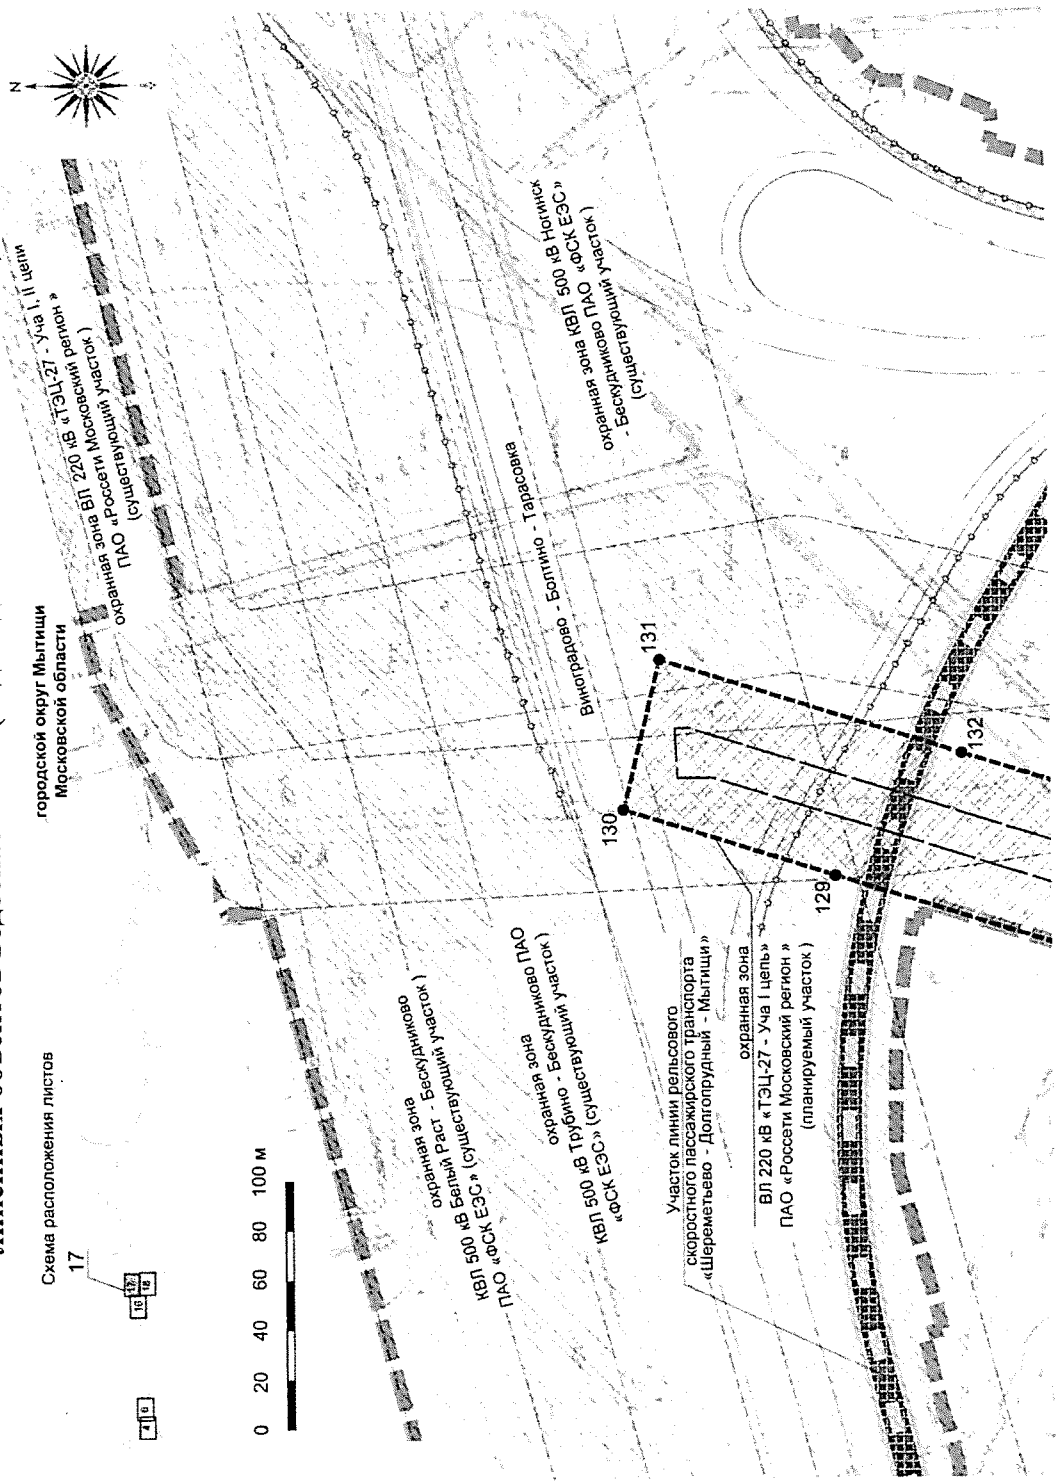 Схема расположения листов
17
17
16
18
4
6
0 20 40 60 80 100 м
городской округ Мытищи
Московской области
N
охранная зона ВЛ 220 кВ «ТЭЦ-27 - Уча I, II цепи
ПАО «Россети Московский регион »
(существующий участок )
охранная зона
КВЛ 500 кВ Белый Раст - Бескудниково
ПАО «ФСК ЕЭС» (существующий участок )
охранная зона
КВЛ 500 кВ Трубино - Бескудниково ПАО
«ФСК ЕЭС» (существующий участок )
Виноградово - Болтино - Тарасовка
охранная зона КВЛ 500 кВ Ногинск
- Бескудниково ПАО «ФСК ЕЭС»
(существующий участок )
130
131
129
132
Участок линии рельсового
скоростного пассажирского транспорта
«Шереметьево - Долгопрудный - Мытищи»
охранная зона
ВЛ 220 кВ «ТЭЦ-27 - Уча I цепь»
ПАО «Россети Московский регион »
(планируемый участок )